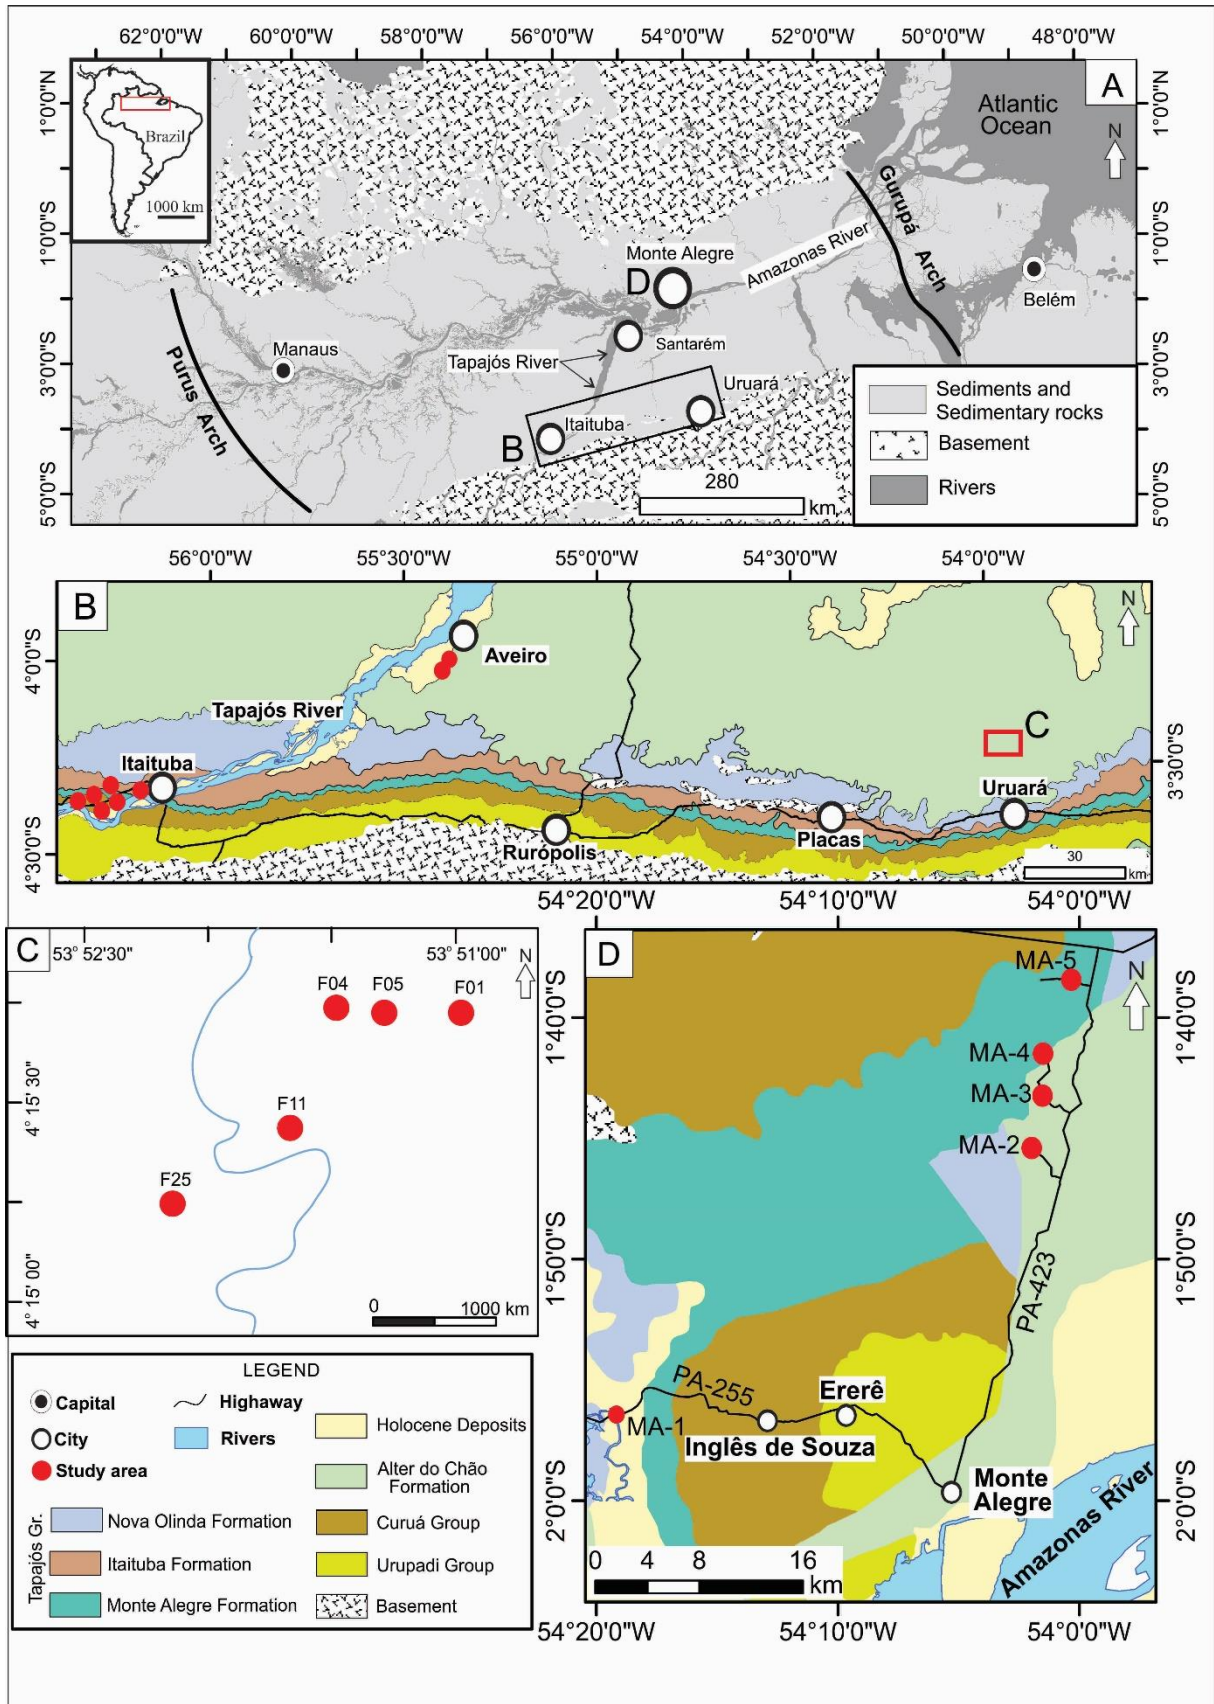 62°0'0"W
60°0'0"W
58°0'0"W
56°0'0"W
54°0'0"W
52°0'0"W
50°0'0"W
48°0'0"W
A
Brazil
1000 km
Atlantic
Ocean
N
1°0'0"N
1°0'0"S
3°0'0"S
5°0'0"S
1°0'0"N
1°0'0"S
3°0'0"S
5°0'0"S
Gurupá Arch
Monte Alegre
D
Amazonas River
Belém
Santarém
Manaus
Tapajós River
Purus Arch
Uruará
Itaituba
B
280
km
Sediments and
Sedimentary rocks
Basement
Rivers
56°0'0"W
55°30'0"W
55°0'0"W
54°30'0"W
54°0'0"W
B
N
4°0'0"S
4°30'0"S
3°30'0"S
Aveiro
Tapajós River
C
Itaituba
Uruará
Placas
Rurópolis
30
km
C
53°52'30"
53°51'00"
N
F04
F05
F01
4°15'30"
F11
F25
4°15'00"
0
1000 km
54°20'0"W
54°10'0"W
54°0'0"W
D
MA-5
N
1°40'0"S
MA-4
MA-3
MA-2
1°50'0"S
PA-423
PA-255
Ererê
MA-1
Inglês de Souza
Monte
Alegre
2°0'0"S
Amazonas River
0 4 8 16
km
54°20'0"W
54°10'0"W
54°0'0"W
LEGEND
Capital
Highaway
Holocene Deposits
City
Rivers
Study area
Alter do Chão
Formation
Tapajós Gr.
Nova Olinda Formation
Curuá Group
Itaituba Formation
Urupadi Group
Monte Alegre Formation
Basement